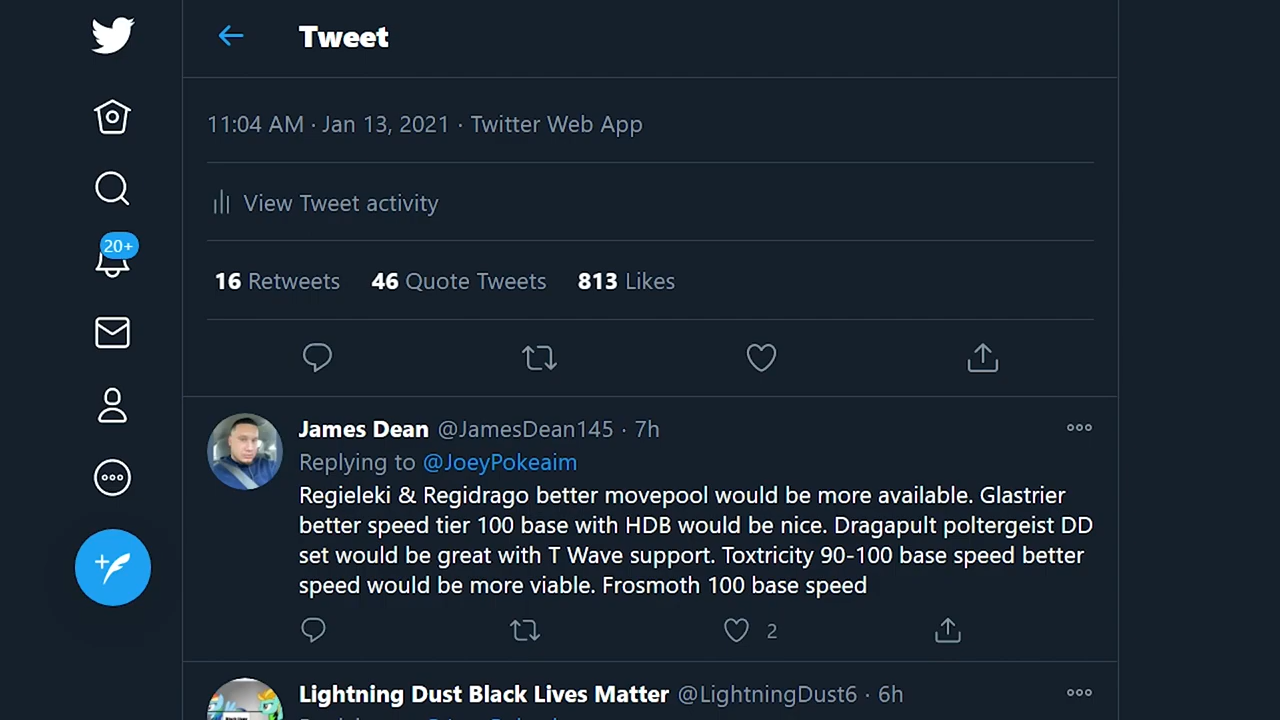 Tweet
11:04 AM · Jan 13, 2021 · Twitter Web App
View Tweet activity
20+
16 Retweets 46 Quote Tweets 813 Likes
James Dean @JamesDean145 · 7h
Replying to @JoeyPokeaim
Regieleki & Regidrago better movepool would be more available. Glastrier
better speed tier 100 base with HDB would be nice. Dragapult poltergeist DD
set would be great with T Wave support. Toxtricity 90-100 base speed better
speed would be more viable. Frosmoth 100 base speed
2
Lightning Dust Black Lives Matter @LightningDust6 · 6h